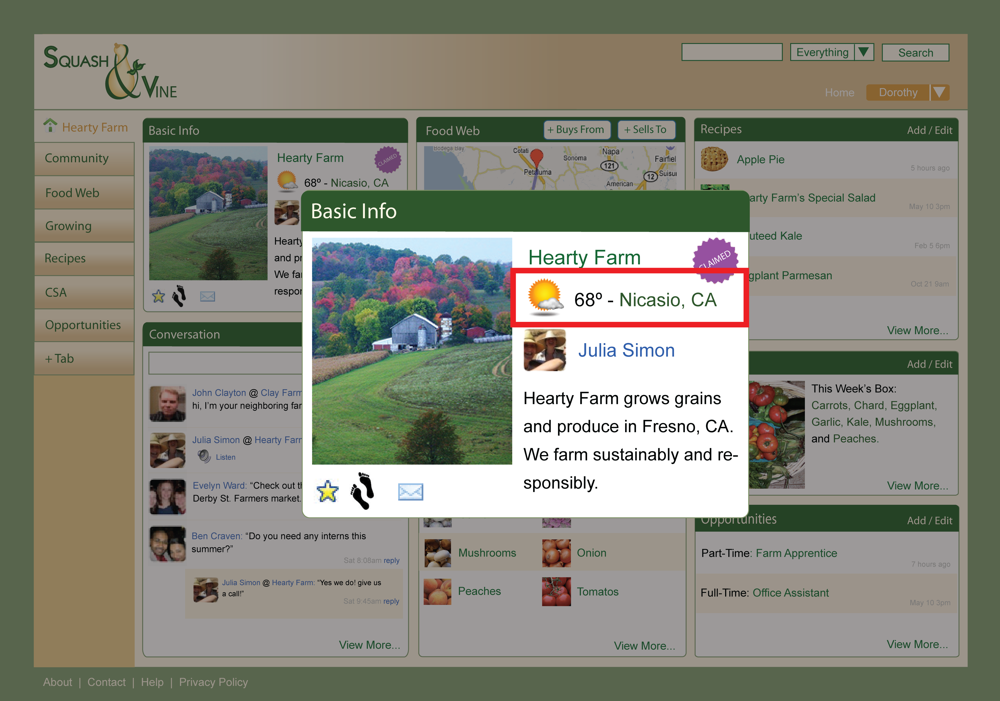 SQUASH & VINE
Everything
Search
Home
Dorothy
Hearty Farm
Community
Food Web
Growing
Recipes
CSA
Opportunities
+ Tab
Basic Info
Hearty Farm
CLAIMED
68º - Nicasio, CA
Hearty
We far
respon
Food Web
+ Buys From
+ Sells To
Bodega Bay
Cotati
Napa
Sonoma
121
Fairfiel
Petaluma
12
Suisu
American
Recipes
Add / Edit
Apple Pie
5 hours ago
arty Farm's Special Salad
May 10 3pm
uteed Kale
Feb 5 6pm
gplant Parmesan
Oct 21 9am
View More...
Basic Info
Hearty Farm
CLAIMED
68º - Nicasio, CA
Julia Simon
Hearty Farm grows grains
and produce in Fresno, CA.
We farm sustainably and re-
sponsibly.
Conversation
John Clayton @ Clay Farm
hi, I'm your neighboring far
Julia Simon @ Hearty Farr
Listen
Evelyn Ward: “Check out th
Derby St. Farmers market.
Ben Craven: “Do you need any interns this
summer?”
Sat 8:08am reply
Julia Simon @ Hearty Farm: “Yes we do! give us
a call!”
Sat 9:45am reply
View More...
Mushrooms
Onion
Peaches
Tomatos
View More...
Add / Edit
This Week's Box:
Carrots, Chard, Eggplant,
Garlic, Kale, Mushrooms,
and Peaches.
View More...
Opportunities
Add / Edit
Part-Time: Farm Apprentice
7 hours ago
Full-Time: Office Assistant
May 10 3pm
View More...
About | Contact | Help | Privacy Policy